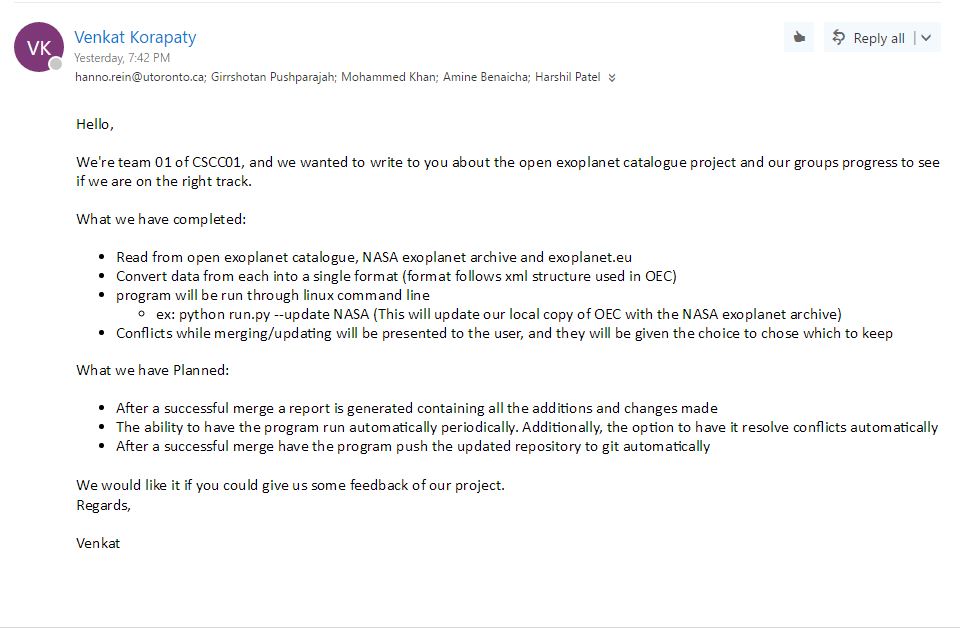 VK
Venkat Korapaty
Yesterday, 7:42 PM
Reply all
hanno.rein@utoronto.ca; Girrshotan Pushparajah; Mohammed Khan; Amine Benaicha; Harshil Patel
Hello,
We're team 01 of CSCC01, and we wanted to write to you about the open exoplanet catalogue project and our groups progress to see
if we are on the right track.
What we have completed:
• Read from open exoplanet catalogue, NASA exoplanet archive and exoplanet.eu
• Convert data from each into a single format (format follows xml structure used in OEC)
• program will be run through linux command line
◦ ex: python run.py --update NASA (This will update our local copy of OEC with the NASA exoplanet archive)
• Conflicts while merging/updating will be presented to the user, and they will be given the choice to chose which to keep
What we have Planned:
• After a successful merge a report is generated containing all the additions and changes made
• The ability to have the program run automatically periodically. Additionally, the option to have it resolve conflicts automatically
• After a successful merge have the program push the updated repository to git automatically
We would like it if you could give us some feedback of our project.
Regards,
Venkat